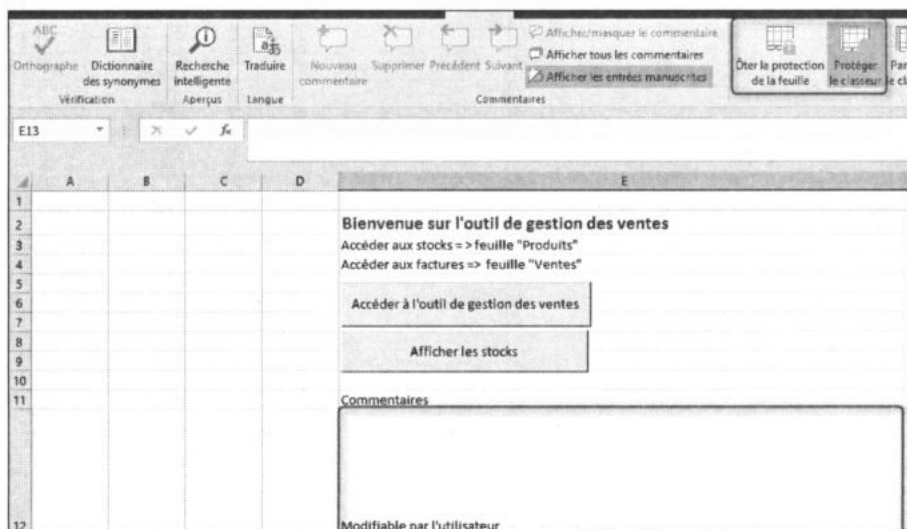 ABC
Orthographe Dictionnaire des synonymes
Vérification
Recherche intelligente
Aperçus
Traduire
Langue
Nouveau commentaire Supprimer Précédent Suivant
Afficher/masquer le commentaire
Afficher tous les commentaires
Afficher les entrées manuscrites
Commentaires
Ôter la protection de la feuille
Protéger le classeur
E13
fx
A B C D E
1
2 Bienvenue sur l'outil de gestion des ventes
3 Accéder aux stocks = > feuille "Produits"
4 Accéder aux factures => feuille "Ventes"
5
6 Accéder à l'outil de gestion des ventes
7
8 Afficher les stocks
9
10
11 Commentaires
12 Modifiable par l'utilisateur